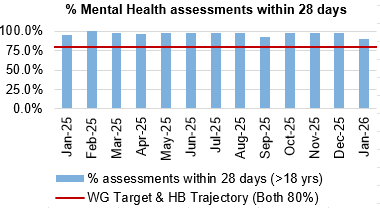 % Mental Health assessments within 28 days
100.0%
75.0%
50.0%
25.0%
0.0%
Jan-25
Feb-25
Mar-25
Apr-25
May-25
Jun-25
Jul-25
Aug-25
Sep-25
Oct-25
Nov-25
Dec-25
Jan-26
% assessments within 28 days (>18 yrs)
WG Target & HB Trajectory (Both 80%)